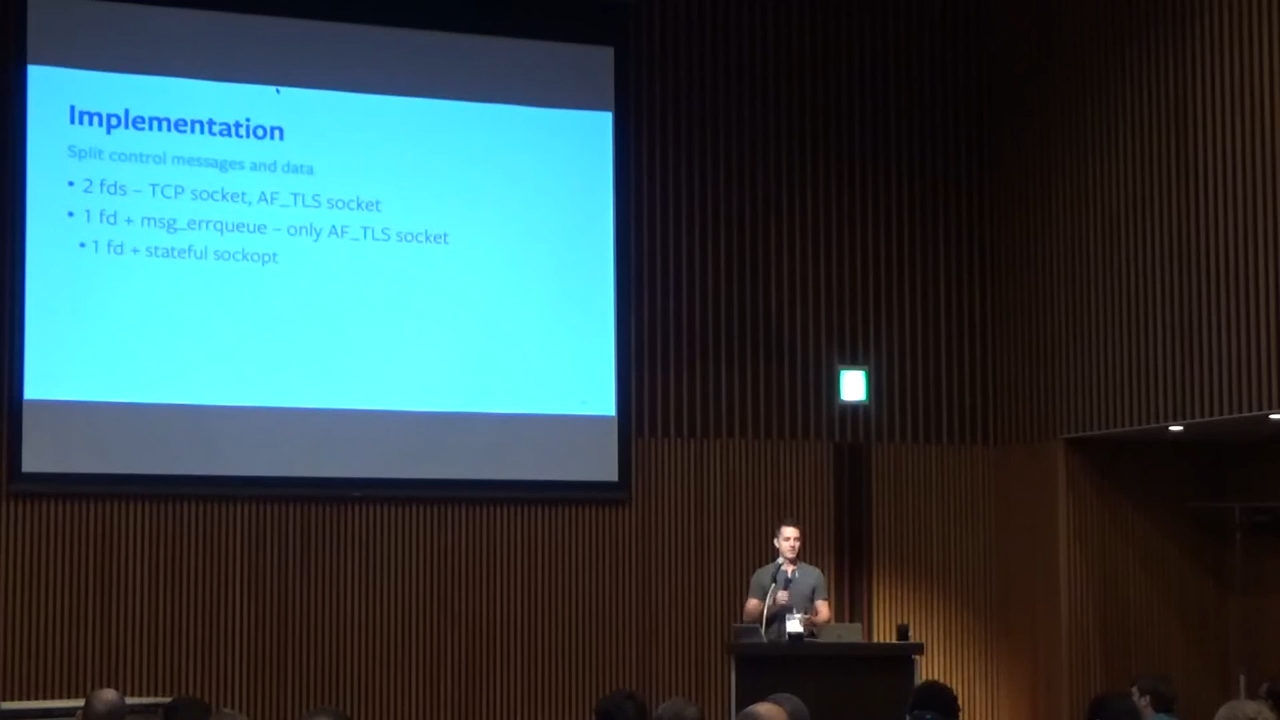 Implementation
Split control messages and data
• 2 fds – TCP socket, AF_TLS socket
• 1 fd + msg_errqueue – only AF_TLS socket
• 1 fd + stateful sockopt